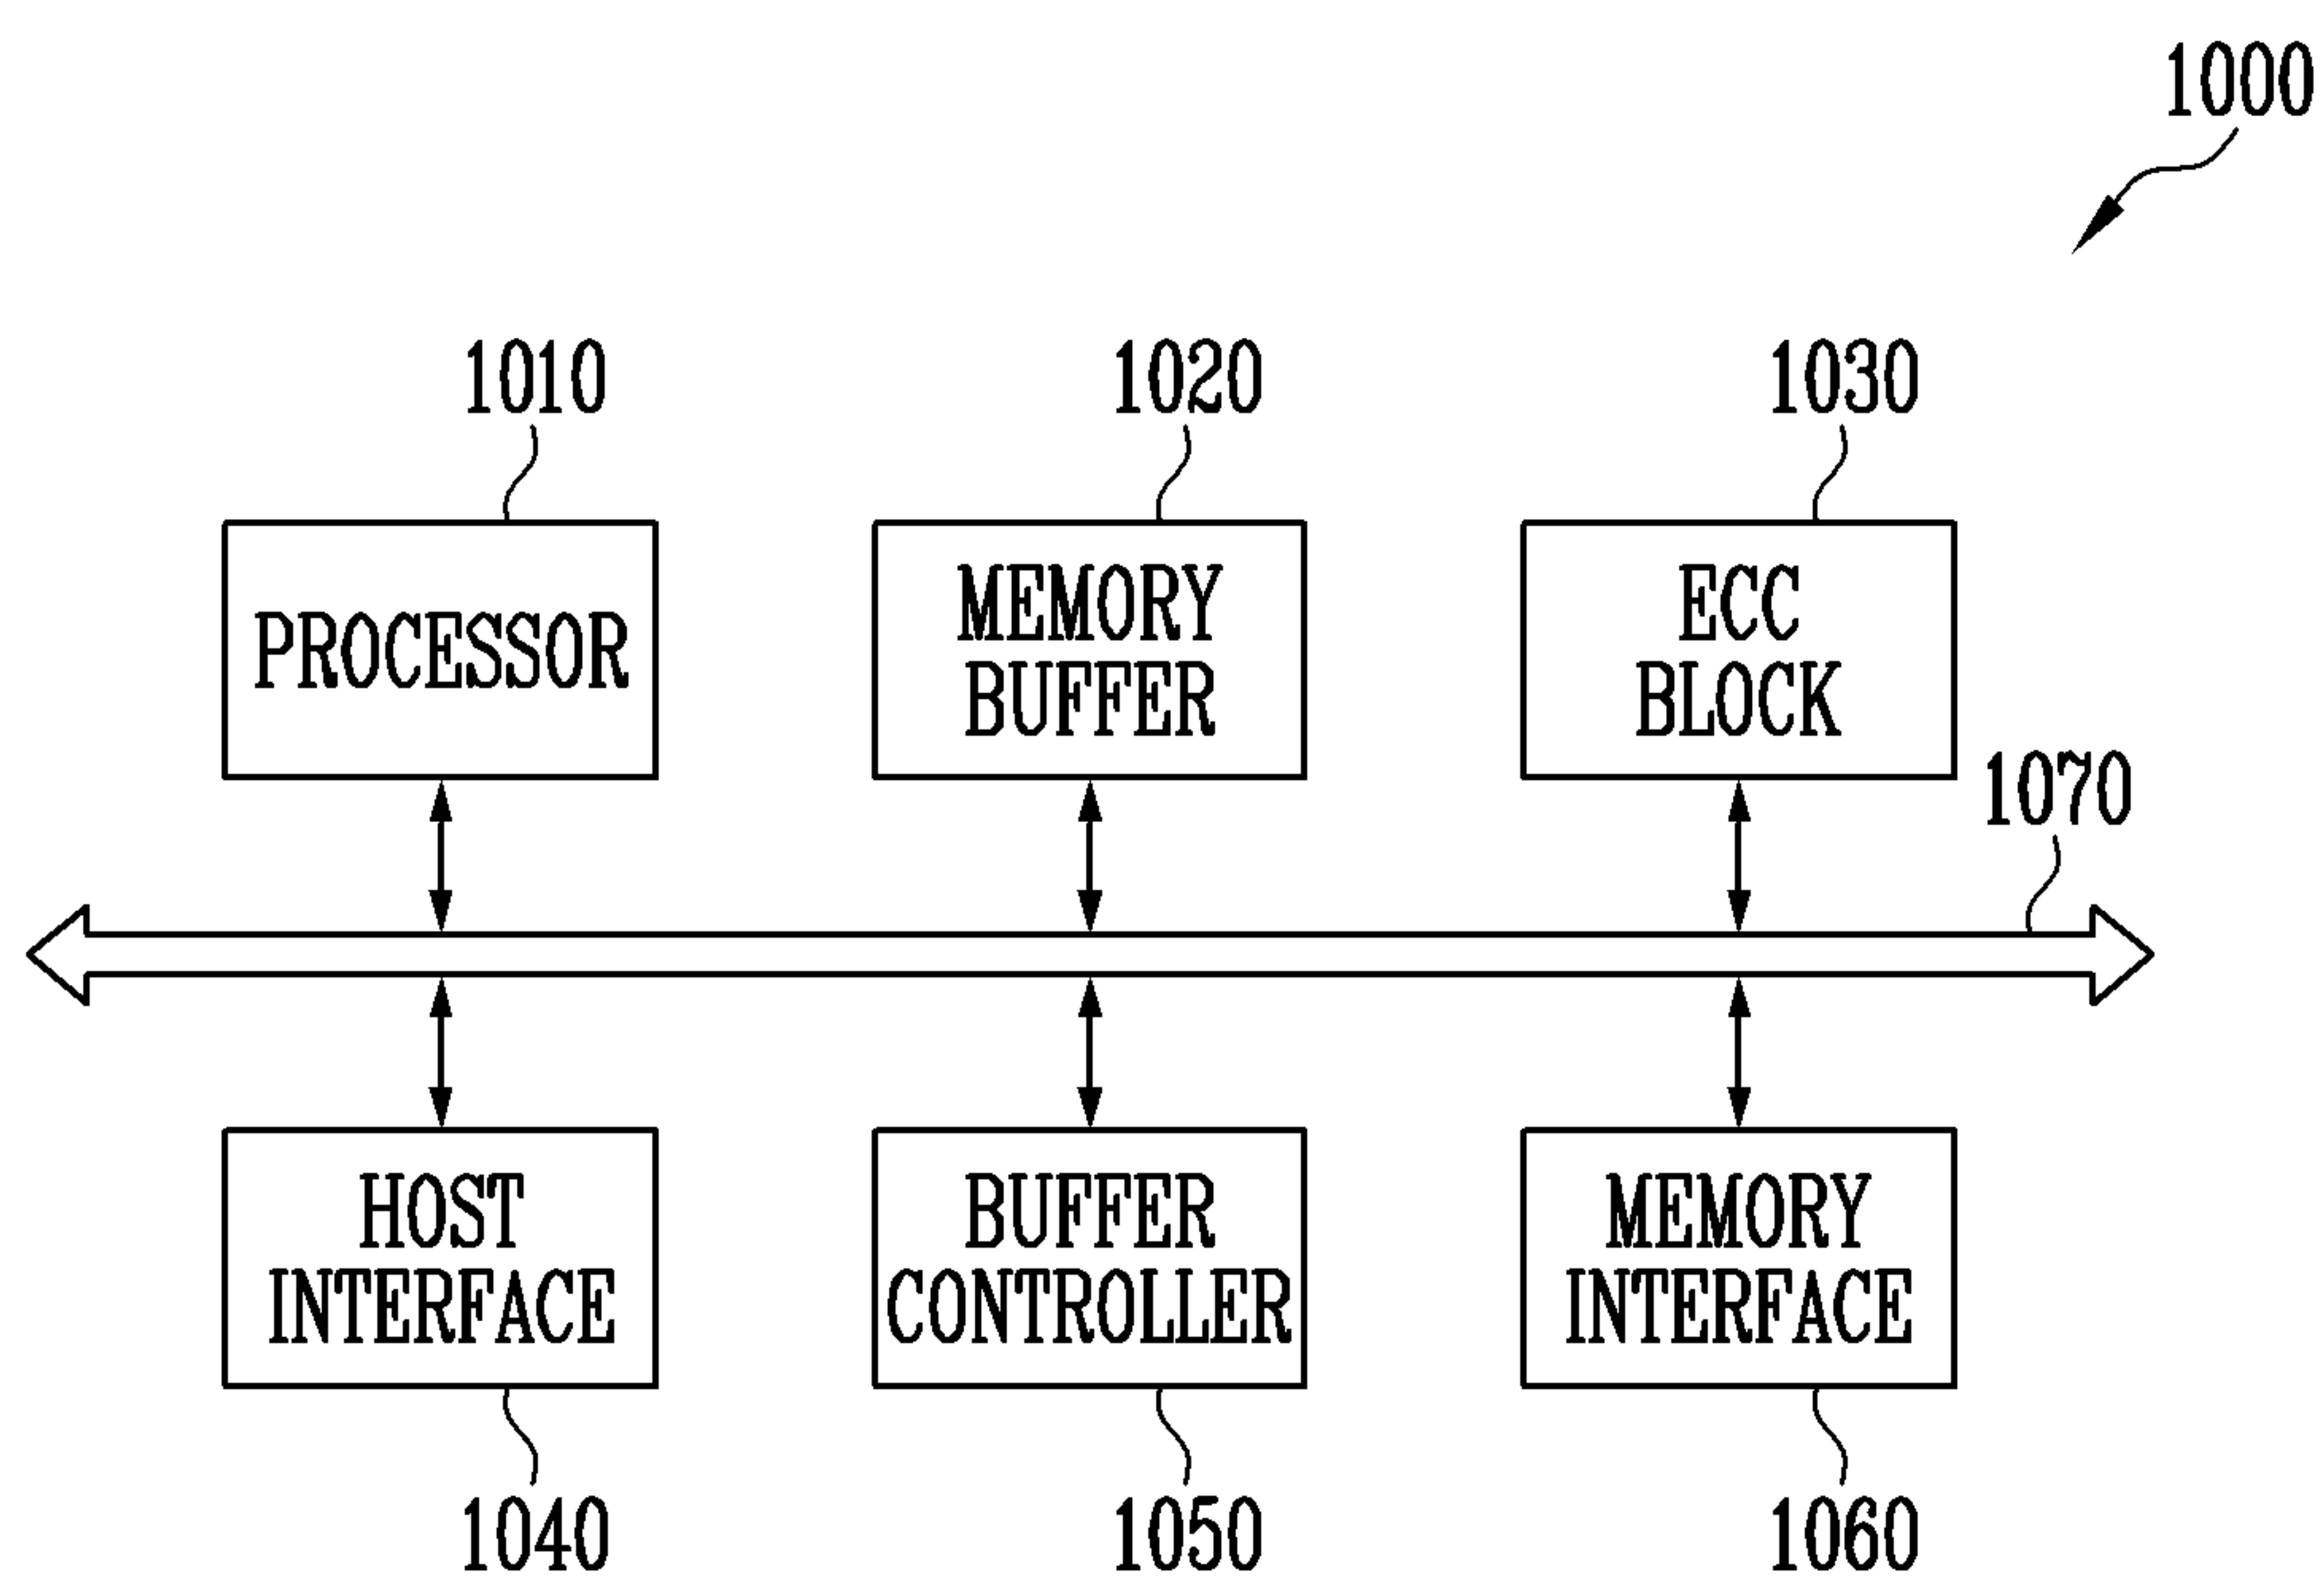 1000
1010
1020
1030
PROCESSOR
MEMORY
BUFFER
ECC
BLOCK
1070
HOST
INTERFACE
BUFFER
CONTROLLER
MEMORY
INTERFACE
1040
1050
1060